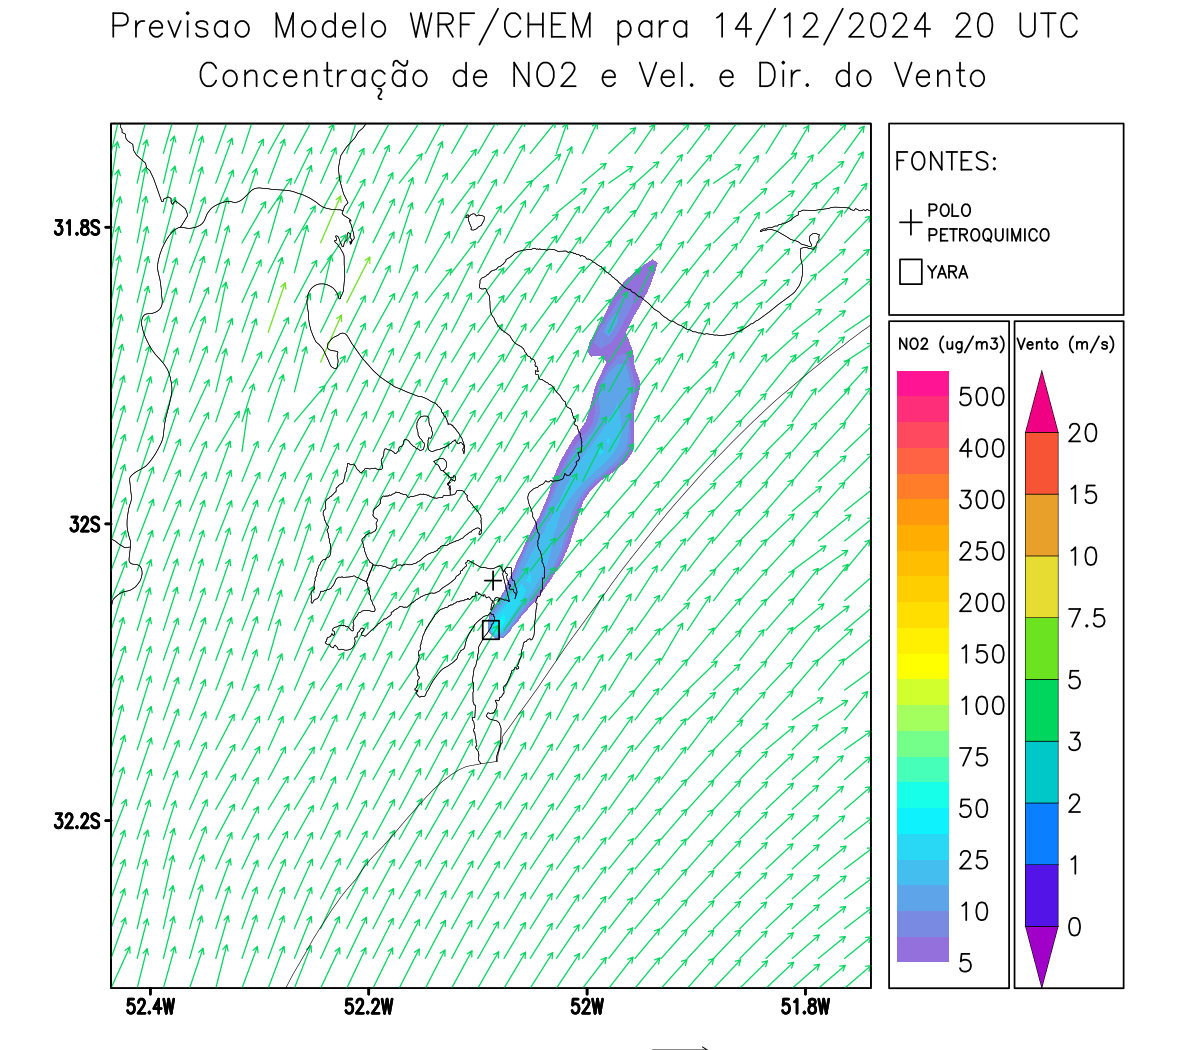 Previsao Modelo WRF/CHEM para 14/12/2024 20 UTC
Concentração de NO2 e Vel. e Dir. do Vento
FONTES:
POLO
PETROQUIMICO
YARA
31.8S
32S
32.2S
52.4W
52.2W
52W
51.8W
NO2 (ug/m3)
500
400
300
250
200
150
100
75
50
25
10
5
Vento (m/s)
20
15
10
7.5
5
3
2
1
0